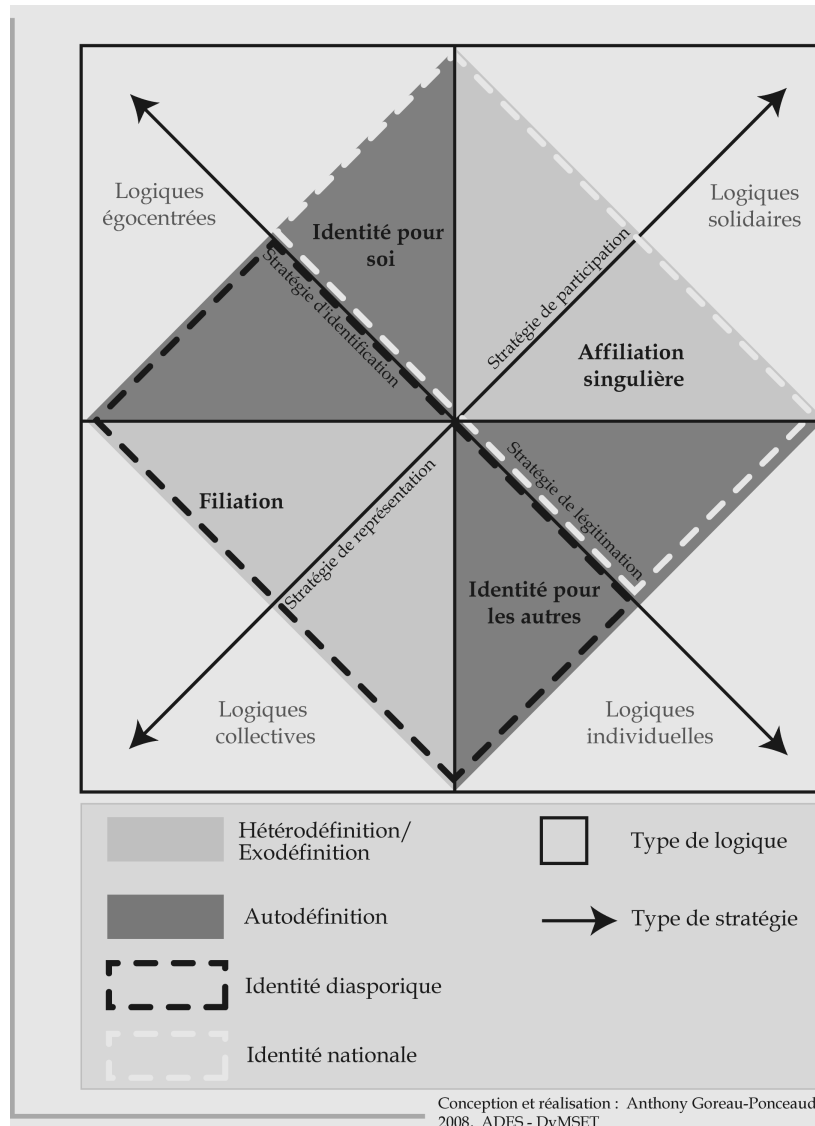 Logiques
égocentrées
Logiques
solidaires
Identité pour
soi
Stratégie d'identification
Stratégie de participation
Affiliation
singulière
Filiation
Stratégie de représentation
Stratégie de légitimation
Identité pour
les autres
Logiques
collectives
Logiques
individuelles
Hétérodéfinition/
Exodéfinition
Type de logique
Autodéfinition
Type de stratégie
Identité diasporique
Identité nationale
Conception et réalisation : Anthony Goreau-Ponceaud
2008, ADES - DyMSET